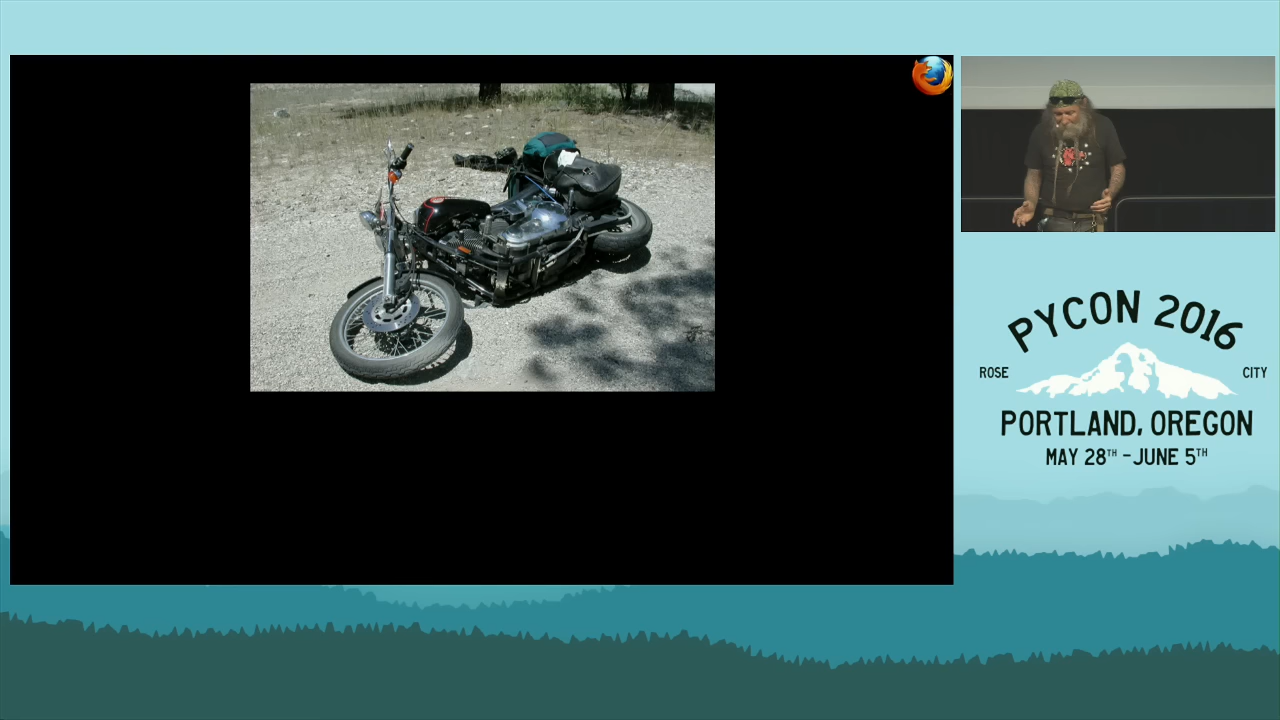 PYCON 2016
ROSE CITY
PORTLAND, OREGON
MAY 28TH - JUNE 5TH